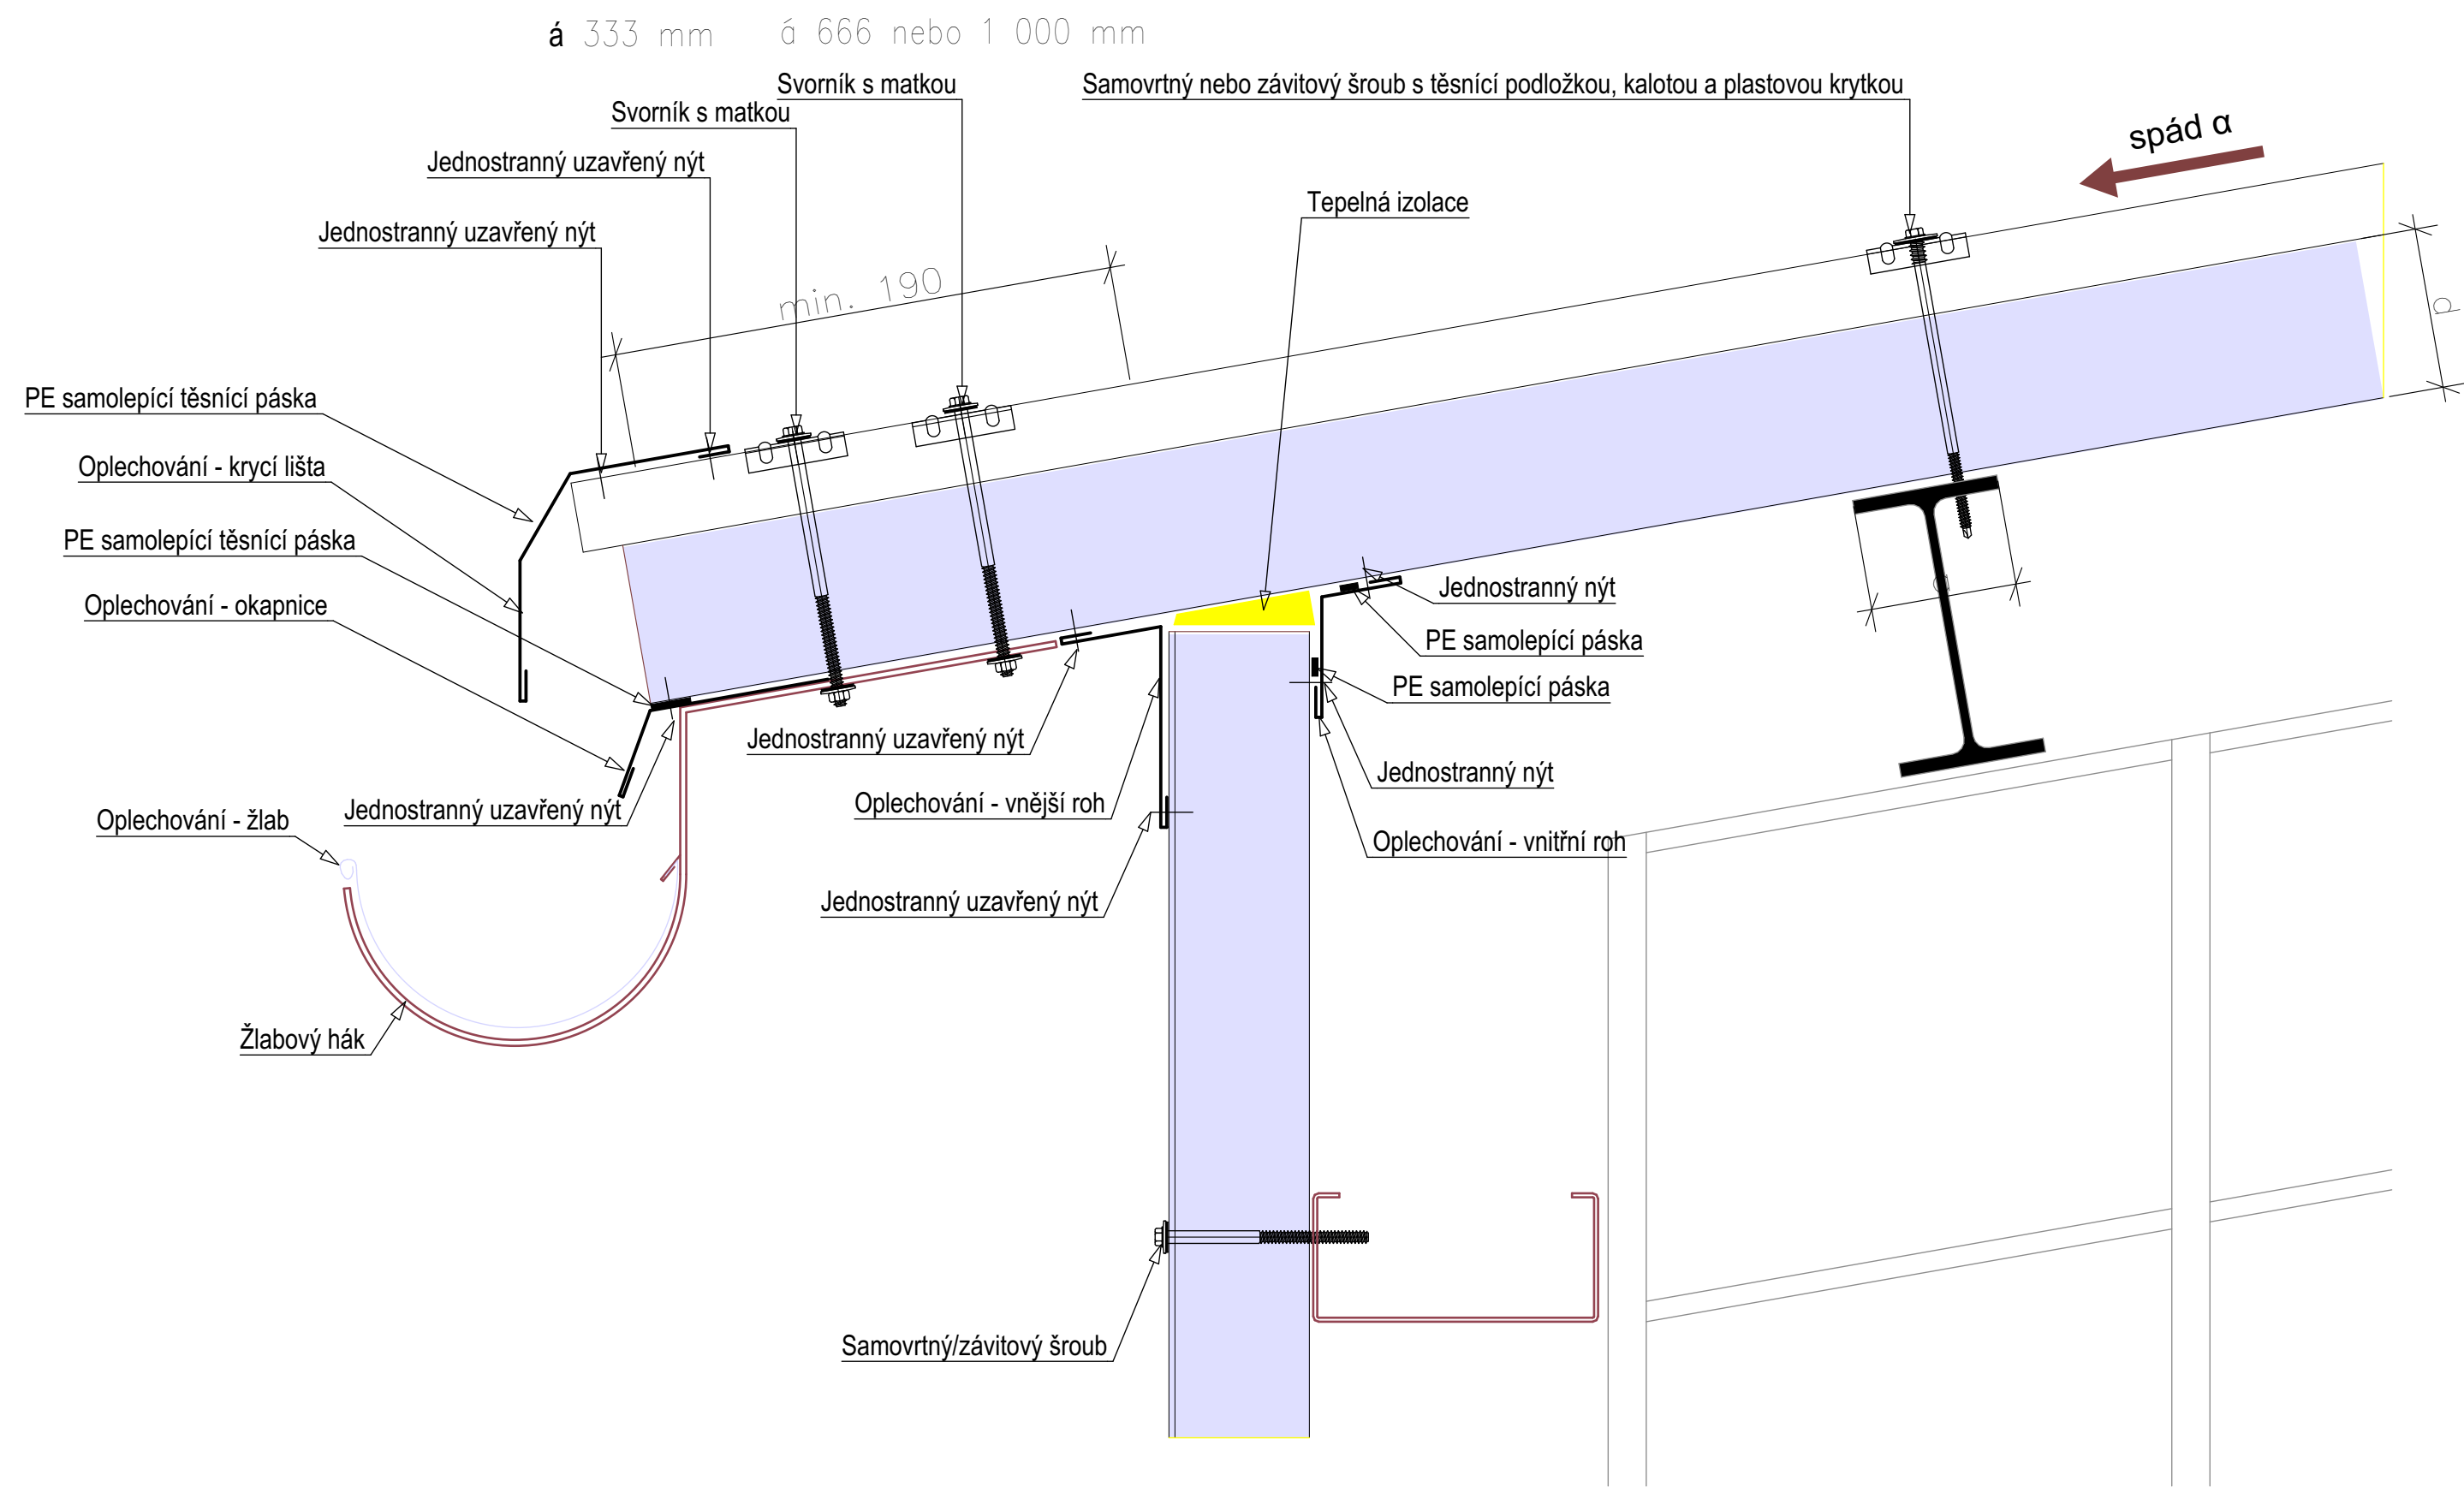 á 333 mm á 666 nebo 1 000 mm
Svorník s matkou
Samovrtný nebo závitový šroub s těsnící podložkou, kalotou a plastovou krytkou
Svorník s matkou
spád α
Jednostranný uzavřený nýt
Tepelná izolace
Jednostranný uzavřený nýt
min. 190
d
PE samolepící těsnící páska
Oplechování - krycí lišta
PE samolepící těsnící páska
Jednostranný nýt
Oplechování - okapnice
PE samolepící páska
PE samolepící páska
Jednostranný uzavřený nýt
Jednostranný nýt
Oplechování - vnější roh
Jednostranný uzavřený nýt
Oplechování - žlab
Oplechování - vnitřní roh
Jednostranný uzavřený nýt
Žlabový hák
Samovrtný/závitový šroub